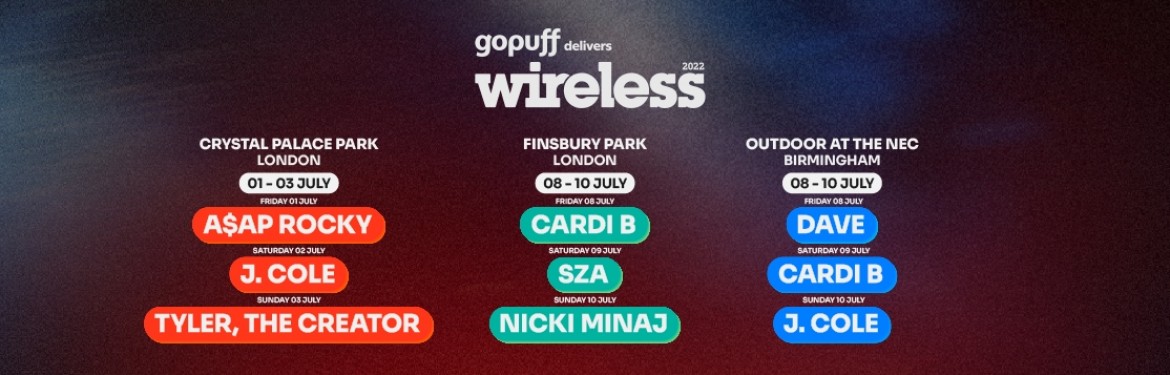 gopuff delivers
wireless 2022
CRYSTAL PALACE PARK
LONDON
01 - 03 JULY
FRIDAY 01 JULY
A$AP ROCKY
SATURDAY 02 JULY
J. COLE
SUNDAY 03 JULY
TYLER, THE CREATOR
FINSBURY PARK
LONDON
08 - 10 JULY
FRIDAY 08 JULY
CARDI B
SATURDAY 09 JULY
SZA
SUNDAY 10 JULY
NICKI MINAJ
OUTDOOR AT THE NEC
BIRMINGHAM
08 - 10 JULY
FRIDAY 08 JULY
DAVE
SATURDAY 09 JULY
CARDI B
SUNDAY 10 JULY
J. COLE